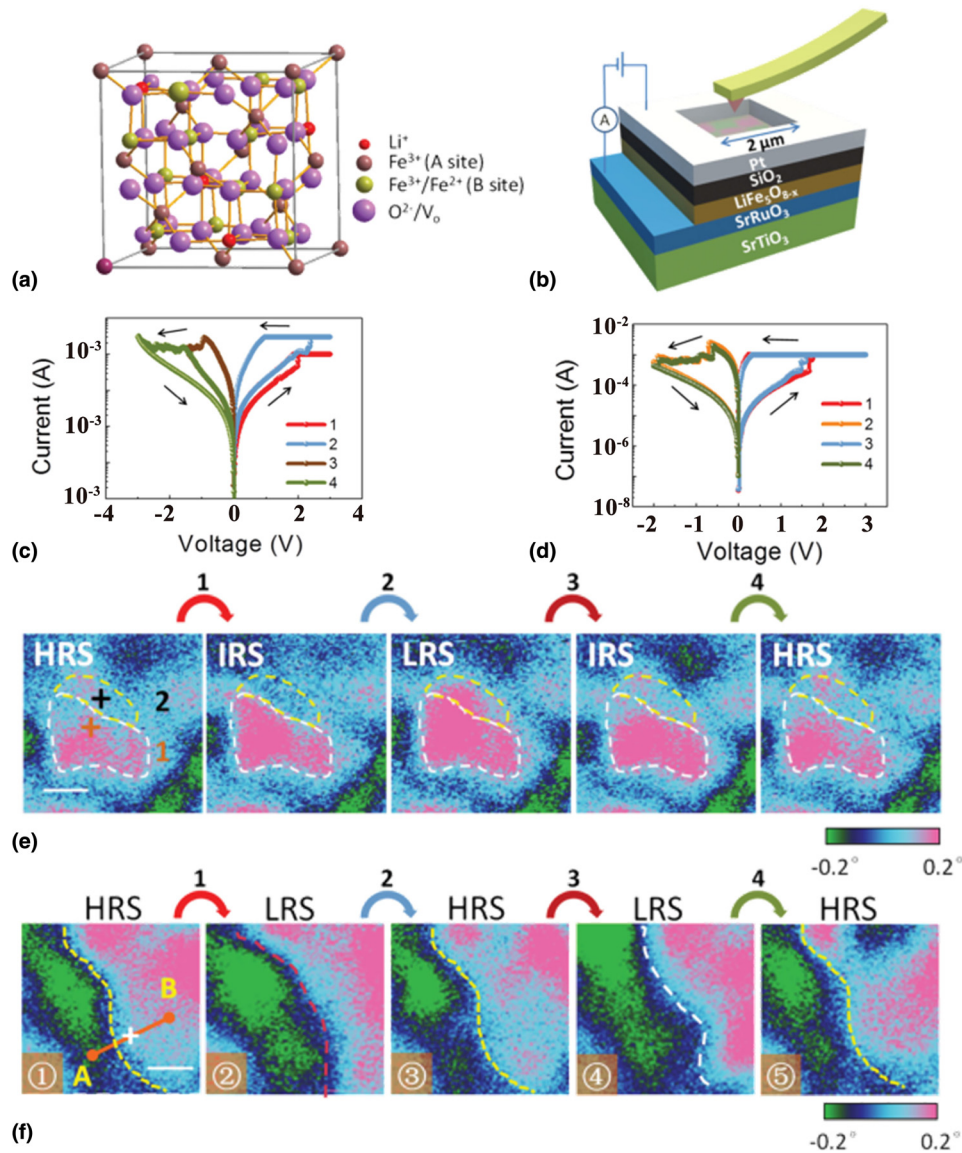 Li⁺
Fe³⁺ (A site)
Fe³⁺/Fe²⁺ (B site)
O²⁻/Vₒ
(a)
A
2 μm
Pt
SiO₂
LiFe₅O₈₋ₓ
SrRuO₃
SrTiO₃
(b)
Current (A)
10⁻³
10⁻³
10⁻³
-4 -2 0 2 4
Voltage (V)
1
2
3
4
(c)
Current (A)
10⁻²
10⁻⁴
10⁻⁶
10⁻⁸
-2 -1 0 1 2 3
Voltage (V)
1
2
3
4
(d)
1 2 3 4
HRS IRS LRS IRS HRS
2
1
(e)
-0.2° 0.2°
1 2 3 4
HRS LRS HRS LRS HRS
B
A
① ② ③ ④ ⑤
(f)
-0.2° 0.2°